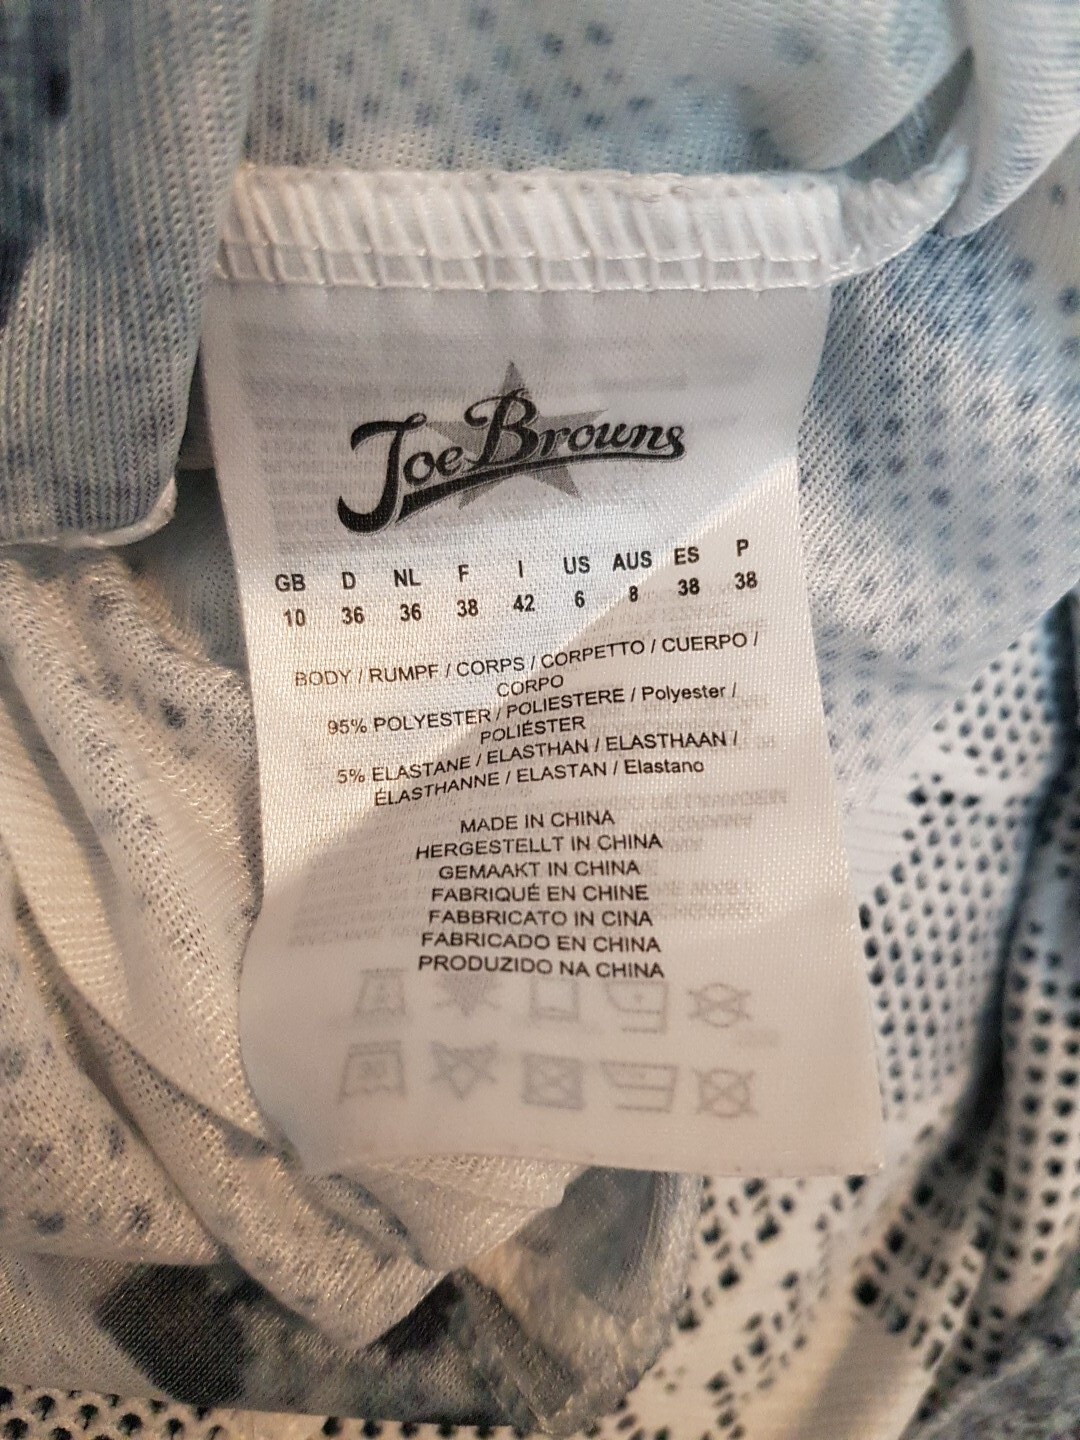 Joe Browns
GB D NL F I US AUS ES P
10 36 36 38 42 6 8 38 38
BODY / RUMPF / CORPS / CORPETTO / CUERPO /
CORPO
95% POLYESTER / POLIESTERE / Polyester /
POLIÉSTER
5% ELASTANE / ELASTHAN / ELASTHAAN /
ÉLASTHANNE / ELASTAN / Elastano
MADE IN CHINA
HERGESTELLT IN CHINA
GEMAAKT IN CHINA
FABRIQUÉ EN CHINE
FABBRICATO IN CINA
FABRICADO EN CHINA
PRODUZIDO NA CHINA